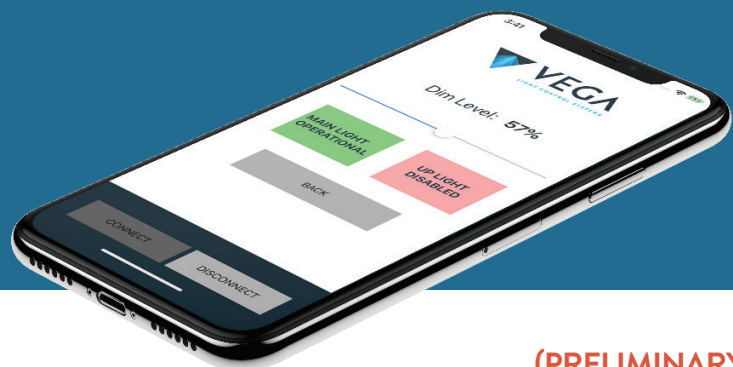 3:41
VEGA
LIGHT CONTROL SYSTEMS
Dim Level: 57%
MAIN LIGHT
OPERATIONAL
UP LIGHT
DISABLED
BACK
CONNECT
DISCONNECT
(PRELIMINARY